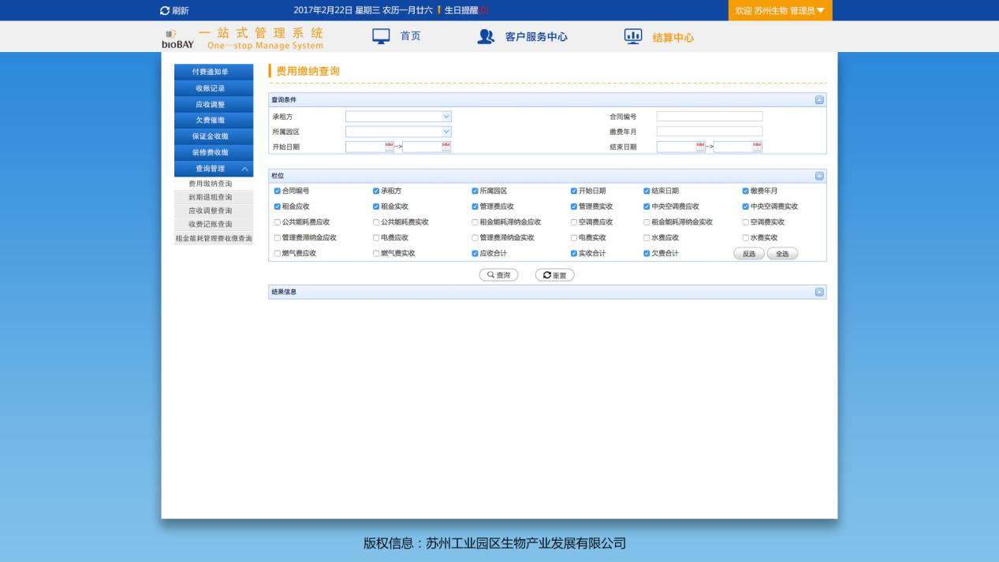 刷新 2017年2月22日 星期三 农历一月廿六 生日提醒[0] 欢迎 苏州生物 管理员
bioBAY 一站式管理系统 首页 客户服务中心 结算中心
One—stop Manage System
付费通知单
收账记录
应收调整
欠费催缴
保证金收缴
装修费收缴
查询管理
费用缴纳查询
到期退租查询
应收调整查询
收费记账查询
租金能耗管理费收缴查询
费用缴纳查询
查询条件
承租方 合同编号
所属园区 缴费年月
开始日期 -> 结束日期 ->
栏位
合同编号 承租方 所属园区 开始日期 结束日期 缴费年月
租金应收 租金实收 管理费应收 管理费实收 中央空调费应收 中央空调费实收
公共能耗费应收 公共能耗费实收 租金能耗滞纳金应收 空调费应收 租金能耗滞纳金实收 空调费实收
管理费滞纳金应收 电费应收 管理费滞纳金实收 电费实收 水费应收 水费实收
燃气费应收 燃气费实收 应收合计 实收合计 欠费合计 反选 全选
查询 重置
结果信息
版权信息：苏州工业园区生物产业发展有限公司